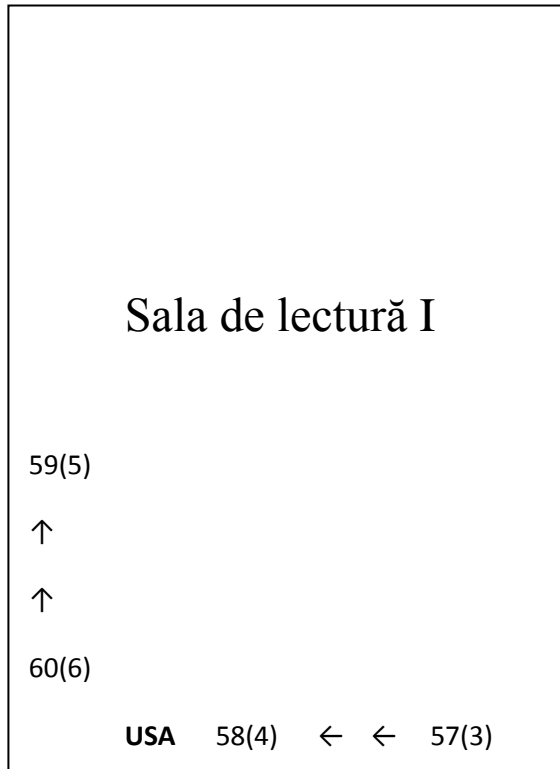 Sala de lectură I
59(5)
↑
↑
60(6)
USA 58(4) ← ← 57(3)